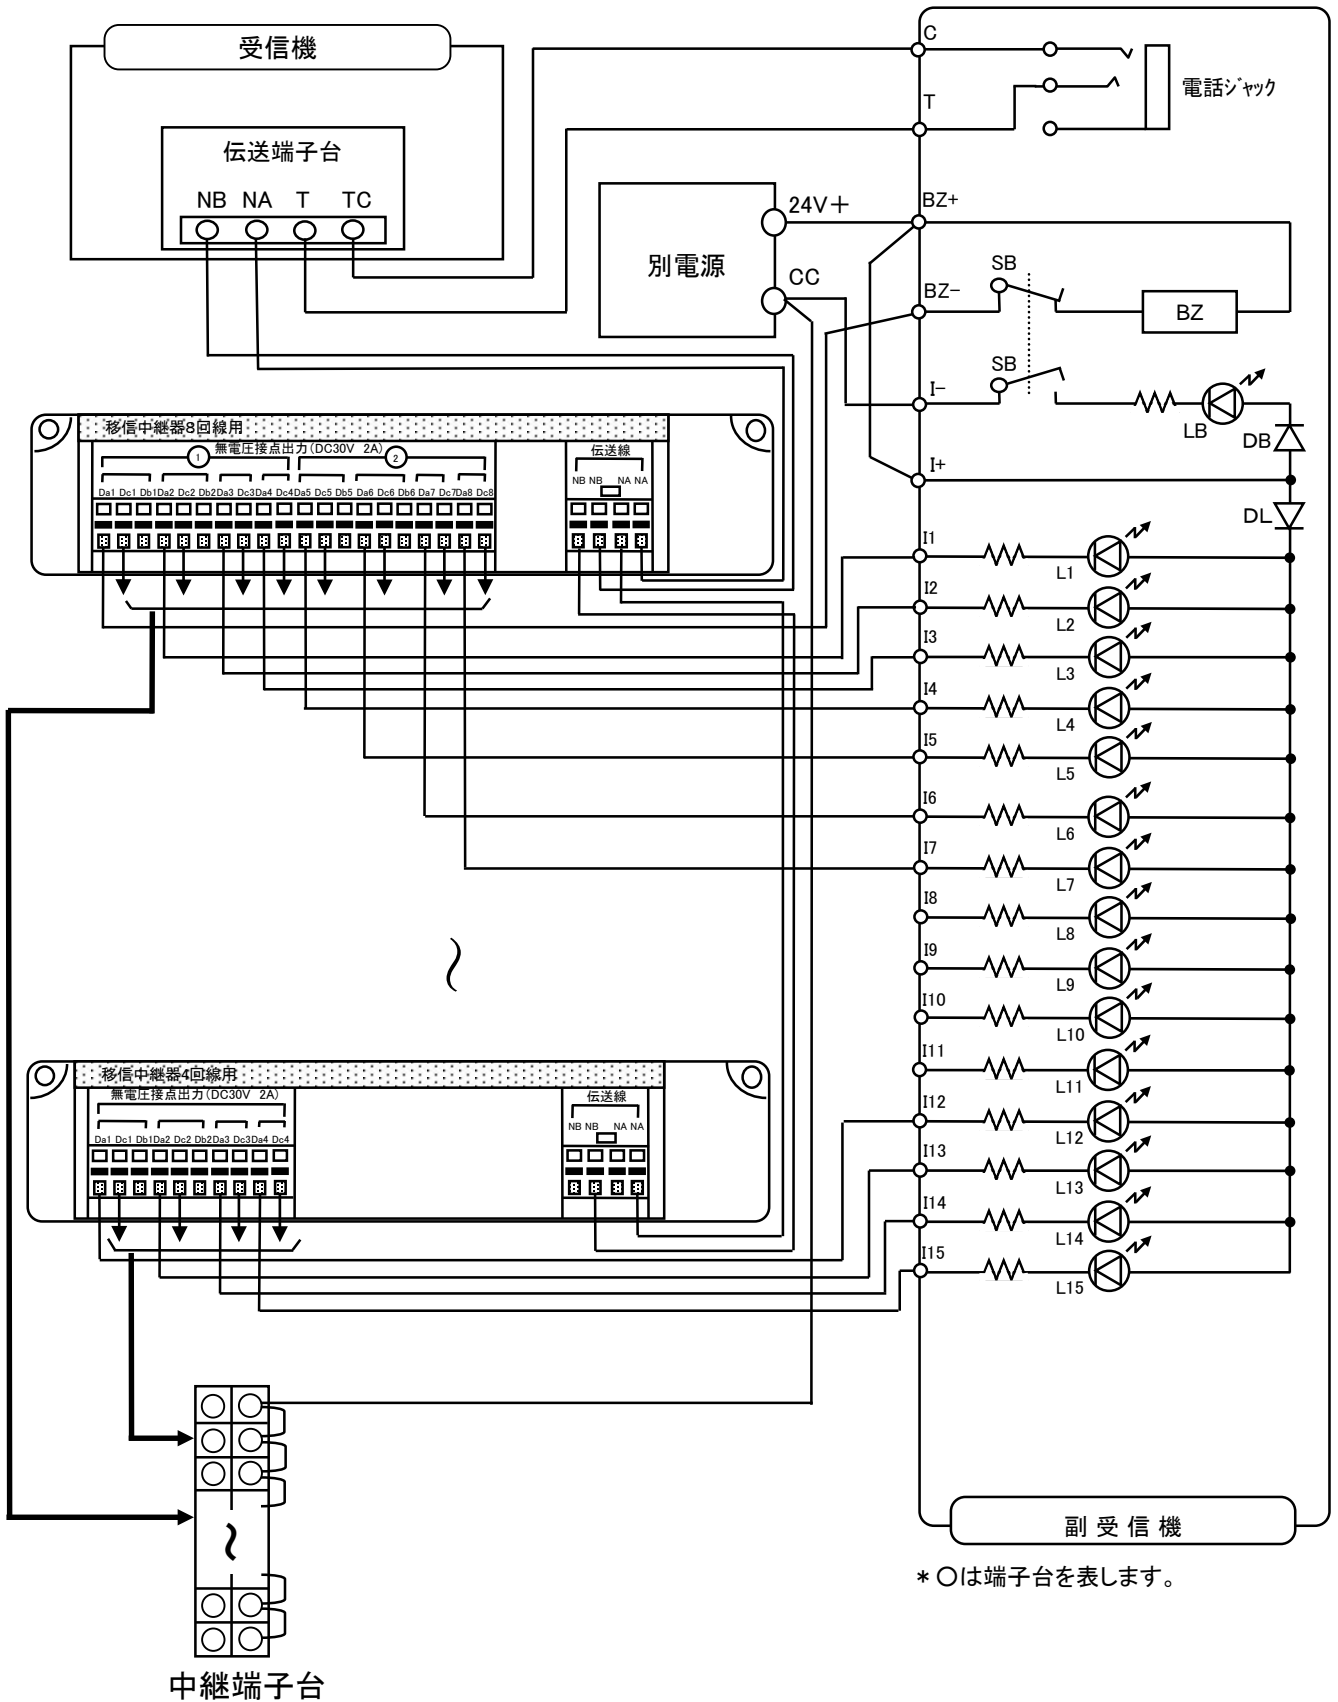 受信機
伝送端子台
NB NA T TC
別電源
24V＋
CC
C
T
電話ジャック
BZ+
BZ−
SB
BZ
SB
I−
LB
DB
I+
DL
移信中継器8回線用
無電圧接点出力(DC30V 2A)
1 2
Da1 Dc1 Db1 Da2 Dc2 Db2 Da3 Dc3 Da4 Dc4 Da5 Dc5 Db5 Da6 Dc6 Db6 Da7 Dc7 Da8 Dc8
伝送線
NB NB NA NA
I1
L1
I2
L2
I3
L3
I4
L4
I5
L5
I6
L6
I7
L7
I8
L8
I9
L9
I10
L10
I11
L11
I12
L12
I13
L13
I14
L14
I15
L15
～
移信中継器4回線用
無電圧接点出力(DC30V 2A)
Da1 Dc1 Db1 Da2 Dc2 Db2 Da3 Dc3 Da4 Dc4
伝送線
NB NB NA NA
～
中継端子台
副受信機
＊○は端子台を表します。